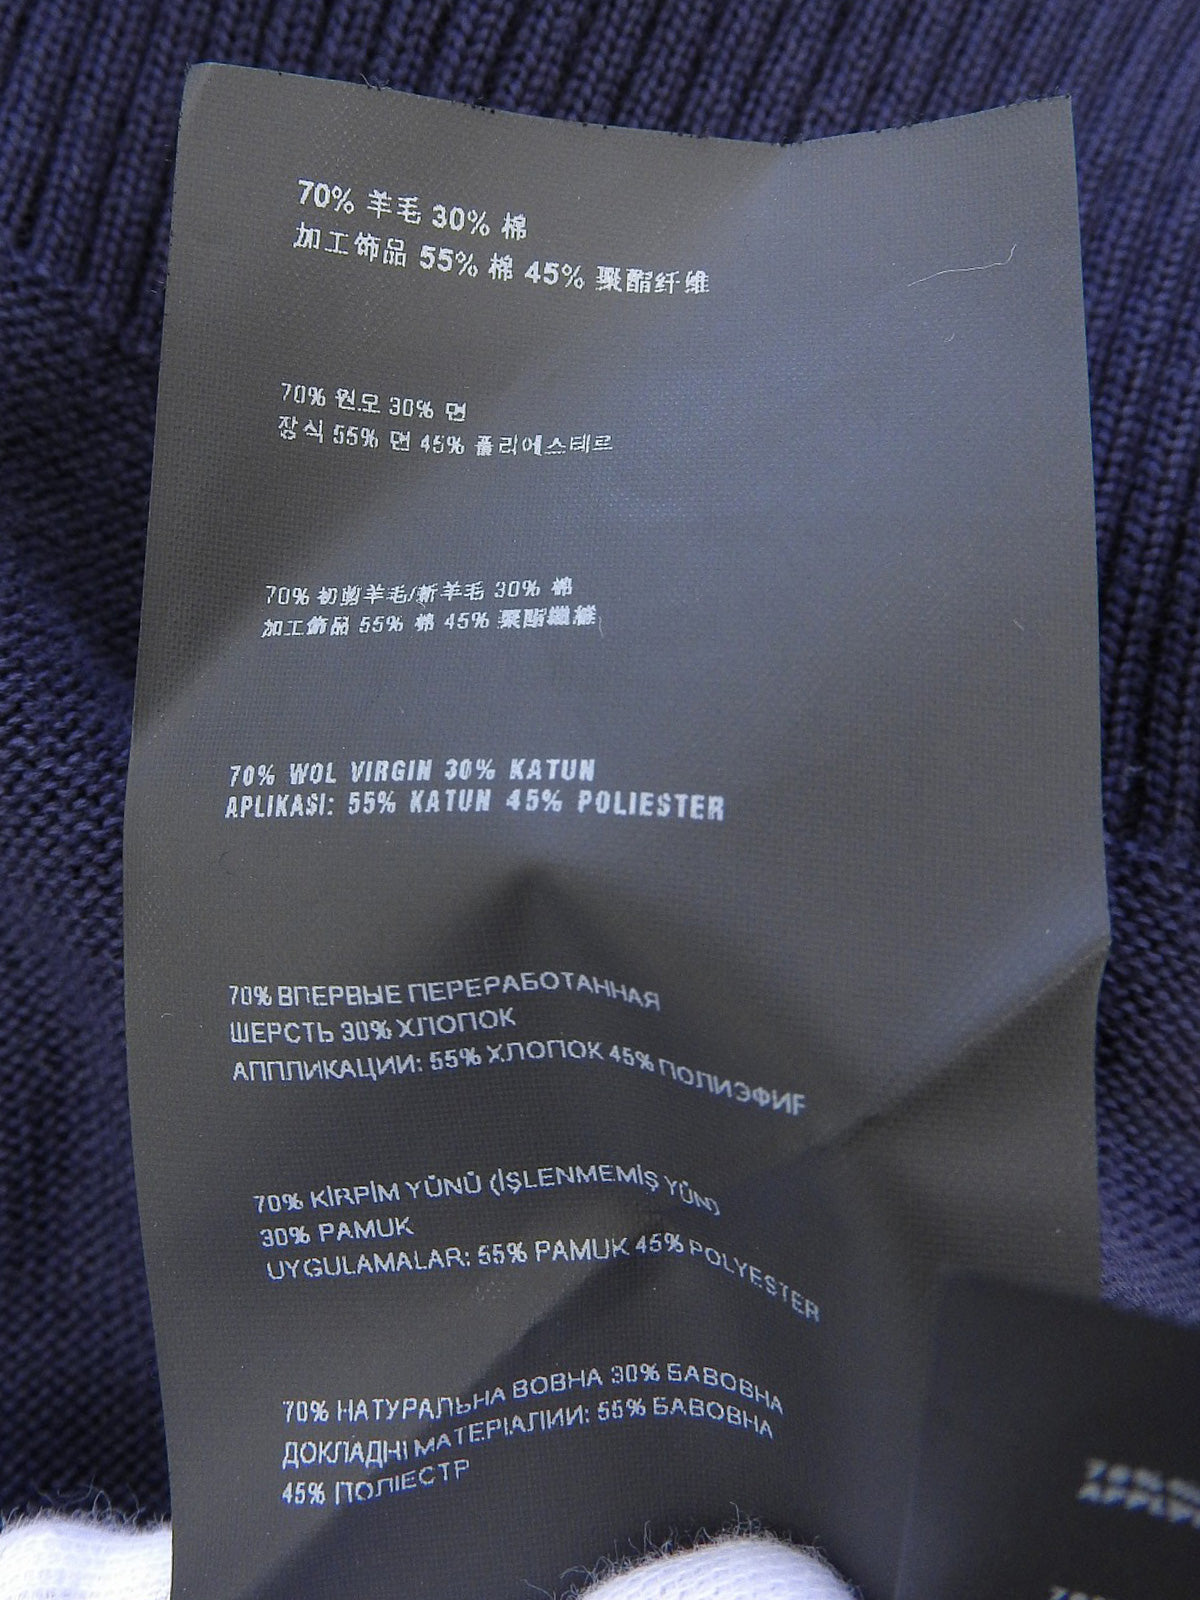 70% 羊毛 30% 棉
加工饰品 55% 棉 45% 聚酯纤维
70% 원모 30% 면
장식 55% 면 45% 폴리에스테르
70% 初剪羊毛/新羊毛 30% 棉
加工飾品 55% 棉 45% 聚酯纖維
70% WOL VIRGIN 30% KATUN
APLIKASI: 55% KATUN 45% POLIESTER
70% ВПЕРВЫЕ ПЕРЕРАБОТАННАЯ
ШЕРСТЬ 30% ХЛОПОК
АППЛИКАЦИИ: 55% ХЛОПОК 45% ПОЛИЭФИР
70% KİRPİM YÜNÜ (İŞLENMEMİŞ YÜN)
30% PAMUK
UYGULAMALAR: 55% PAMUK 45% POLYESTER
70% НАТУРАЛЬНА ВОВНА 30% БАВОВНА
ДОКЛАДНІ МАТЕРІАЛИИ: 55% БАВОВНА
45% ПОЛІЕСТР